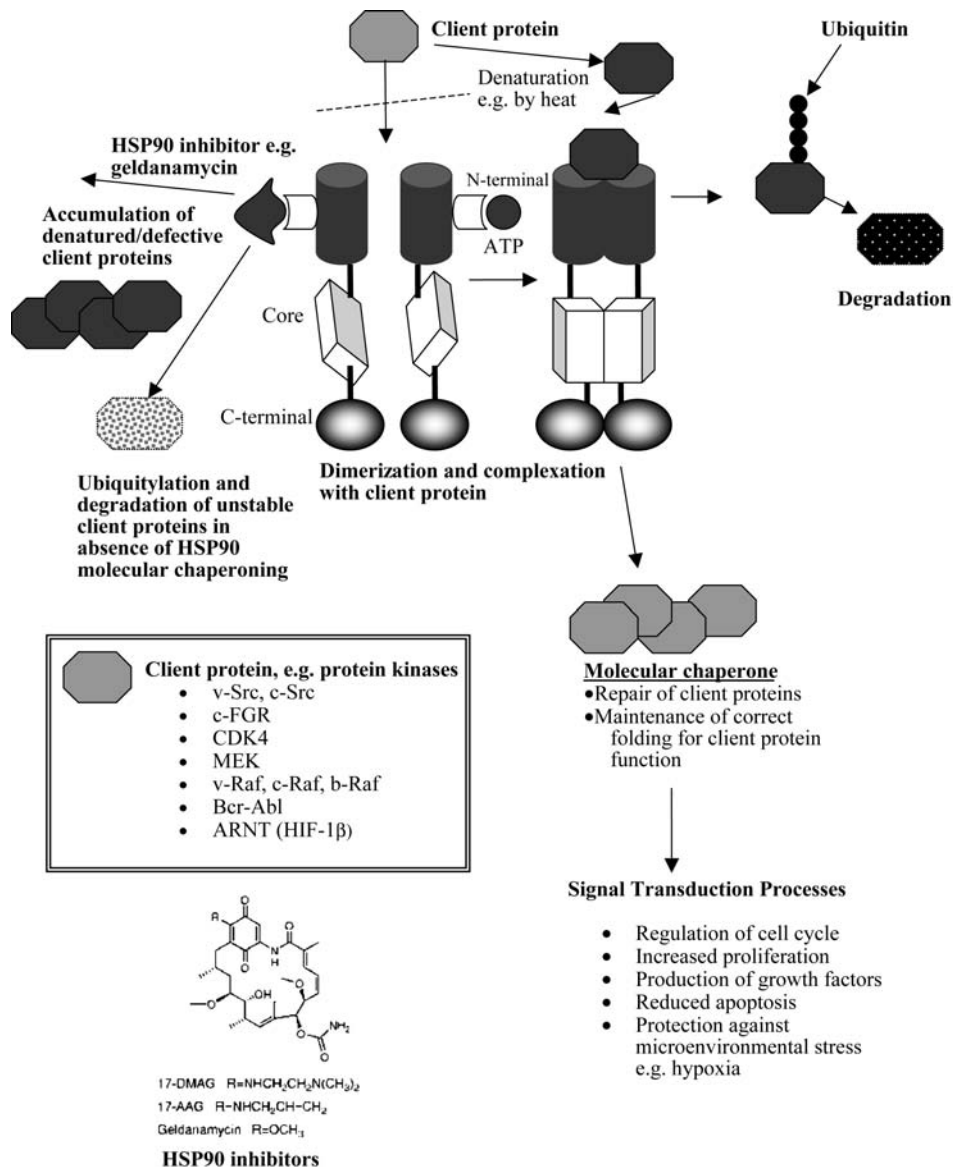 Client protein
Ubiquitin
Denaturation
e.g. by heat
HSP90 inhibitor e.g.
geldanamycin
N-terminal
ATP
Accumulation of
denatured/defective
client proteins
Degradation
Core
C-terminal
Dimerization and complexation
with client protein
Ubiquitylation and
degradation of unstable
client proteins in
absence of HSP90
molecular chaperoning
Client protein, e.g. protein kinases
• v-Src, c-Src
• c-FGR
• CDK4
• MEK
• v-Raf, c-Raf, b-Raf
• Bcr-Abl
• ARNT (HIF-1β)
Molecular chaperone
•Repair of client proteins
•Maintenance of correct
folding for client protein
function
Signal Transduction Processes
• Regulation of cell cycle
• Increased proliferation
• Production of growth factors
• Reduced apoptosis
• Protection against
microenvironmental stress
e.g. hypoxia
R
O
O
N
H
O
O
O
OH
O
NH₂
O
17-DMAG R=NHCH₂CH₂N(CH₃)₂
17-AAG R-NHCH₂CH-CH₂
Geldanamycin R=OCH₃
HSP90 inhibitors